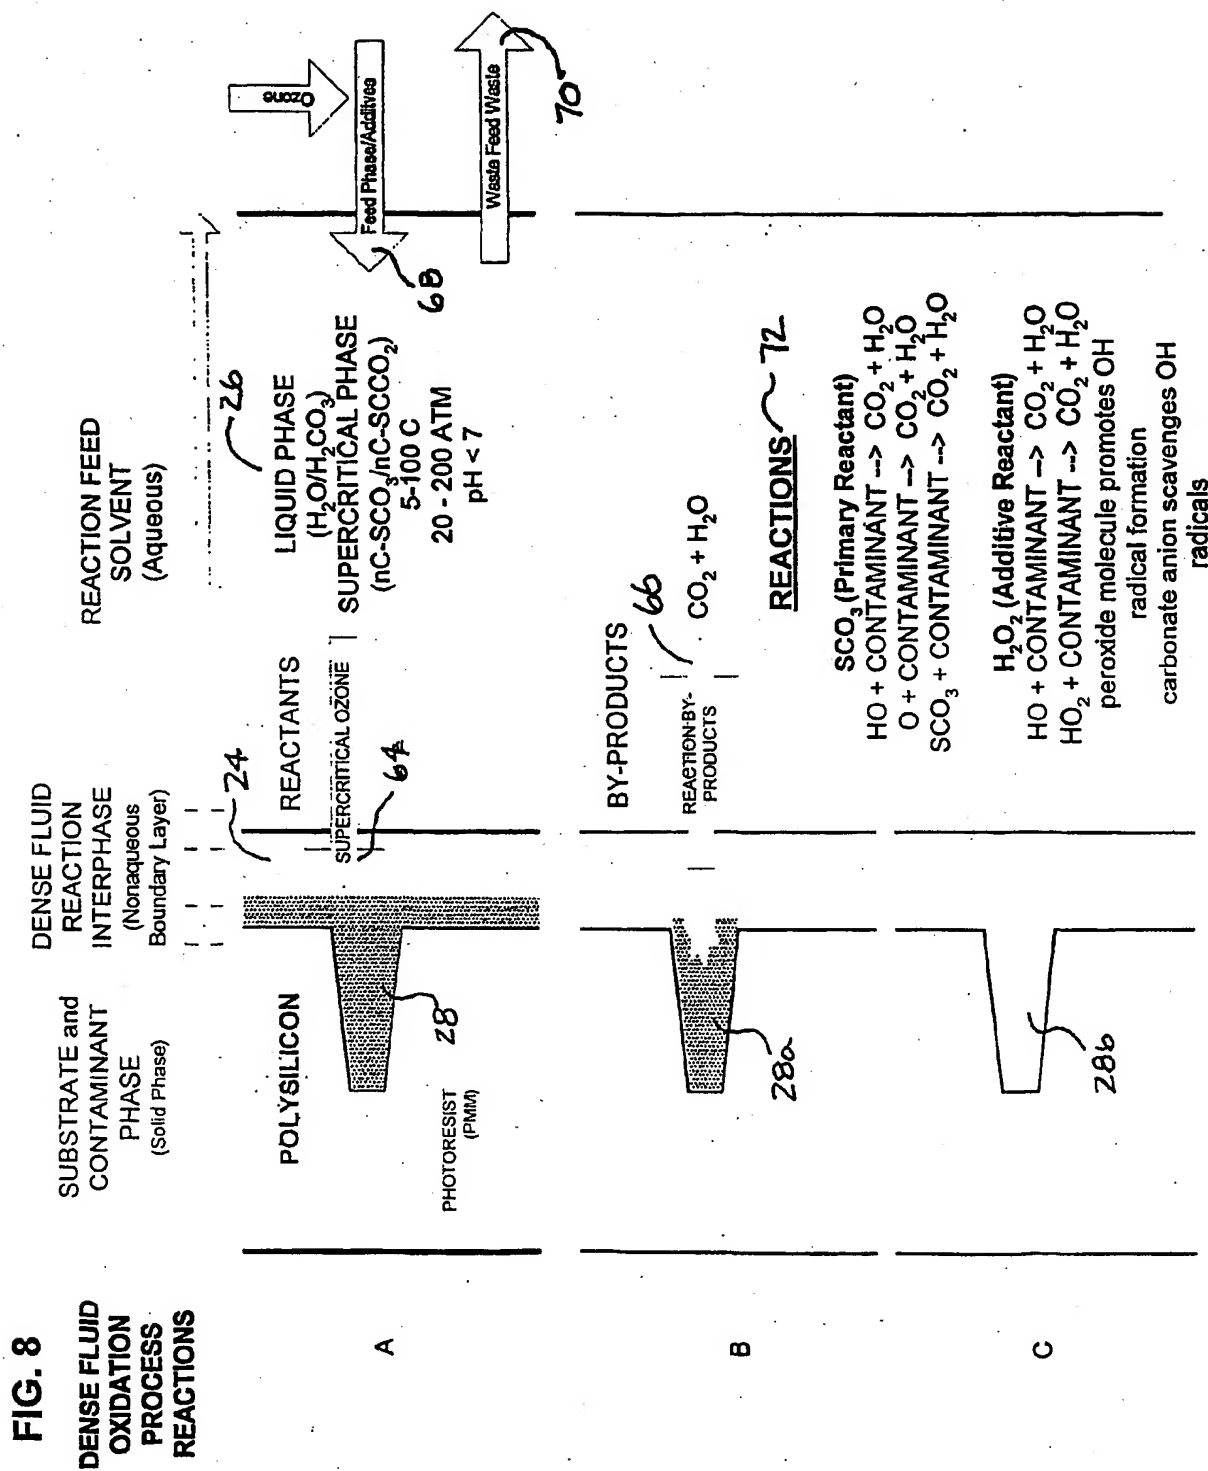 FIG. 8
DENSE FLUID
OXIDATION
PROCESS
REACTIONS
SUBSTRATE and
CONTAMINANT
PHASE
(Solid Phase)
DENSE FLUID
REACTION
INTERPHASE
(Nonaqueous
Boundary Layer)
REACTION FEED
SOLVENT
(Aqueous)
A
POLYSILICON
PHOTORESIST
(PMM)
28
24
REACTANTS
SUPERCRITICAL OZONE
64
26
LIQUID PHASE
(H₂O/H₂CO₃)
SUPERCRITICAL PHASE
(nC-SCO₃/nC-SCCO₂)
5-100 C
20 - 200 ATM
pH < 7
Ozone
Feed Phase/Additives
68
Waste Feed Waste
70
B
28a
BY-PRODUCTS
REACTION-BY-
PRODUCTS
66
CO₂ + H₂O
REACTIONS
72
C
28b
SCO₃ (Primary Reactant)
HO + CONTAMINANT --> CO₂ + H₂O
O + CONTAMINANT --> CO₂ + H₂O
SCO₃ + CONTAMINANT --> CO₂ + H₂O
H₂O₂ (Additive Reactant)
HO + CONTAMINANT --> CO₂ + H₂O
HO₂ + CONTAMINANT --> CO₂ + H₂O
peroxide molecule promotes OH
radical formation
carbonate anion scavenges OH
radicals